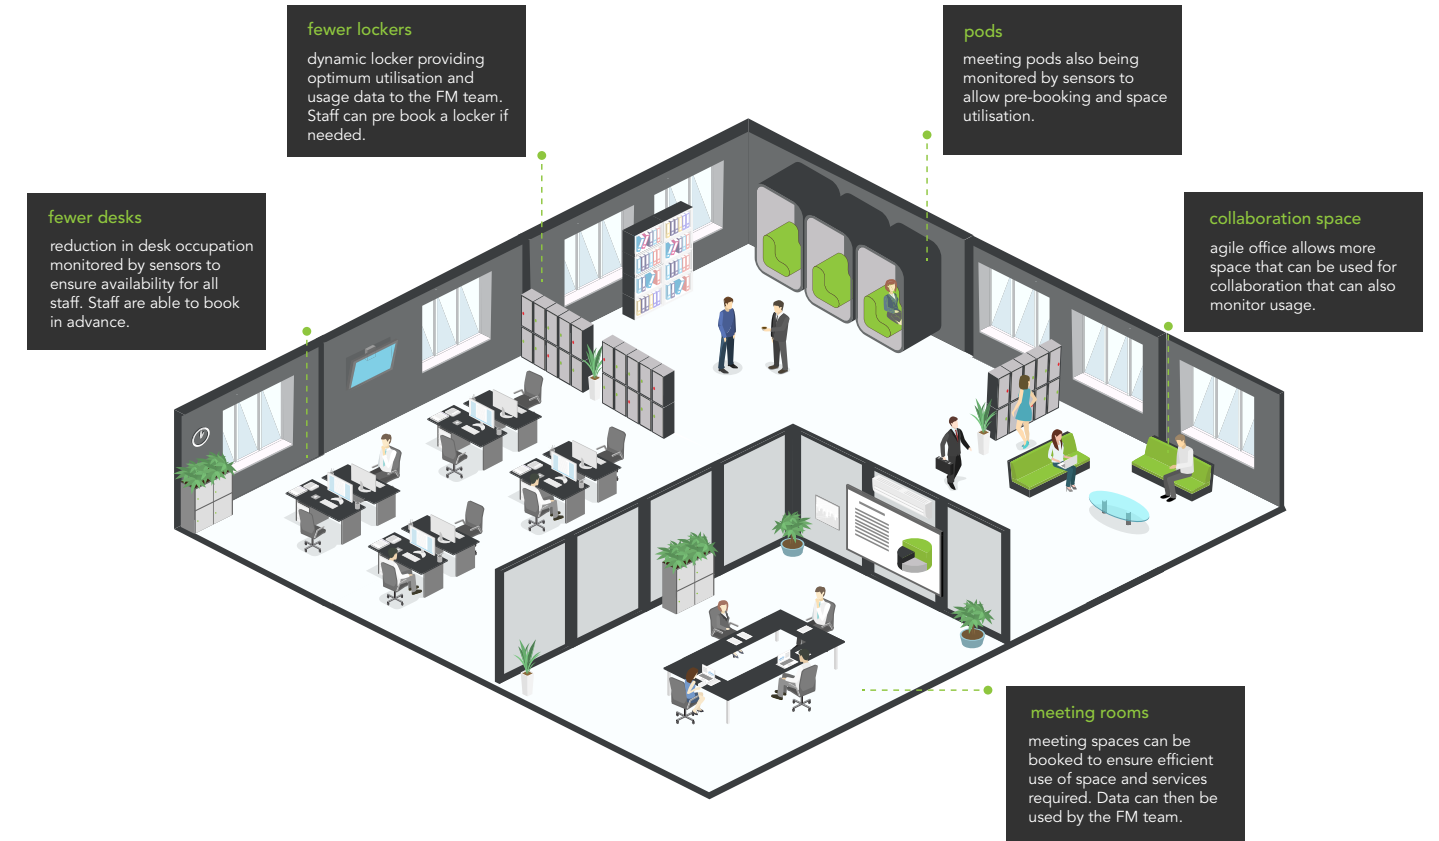 fewer lockers
dynamic locker providing
optimum utilisation and
usage data to the FM team.
Staff can pre book a locker if
needed.
pods
meeting pods also being
monitored by sensors to
allow pre-booking and space
utilisation.
fewer desks
reduction in desk occupation
monitored by sensors to
ensure availability for all
staff. Staff are able to book
in advance.
collaboration space
agile office allows more
space that can be used for
collaboration that can also
monitor usage.
meeting rooms
meeting spaces can be
booked to ensure efficient
use of space and services
required. Data can then be
used by the FM team.